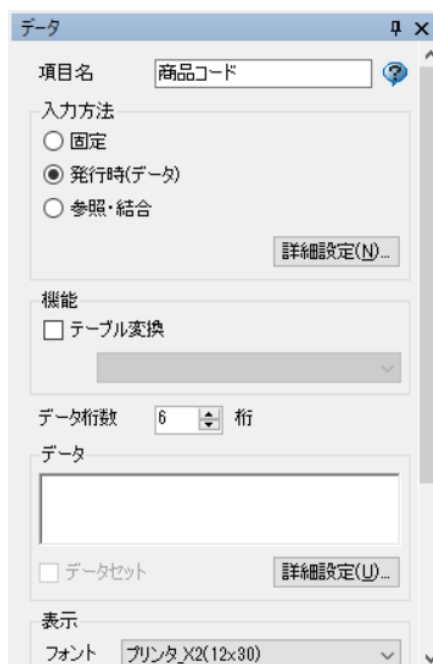 データ
項目名 商品コード
入力方法
固定
発行時(データ)
参照・結合
詳細設定(N)...
機能
テーブル変換
データ桁数 6 桁
データ
データセット 詳細設定(U)...
表示
フォント プリンタ_X2(12x30)